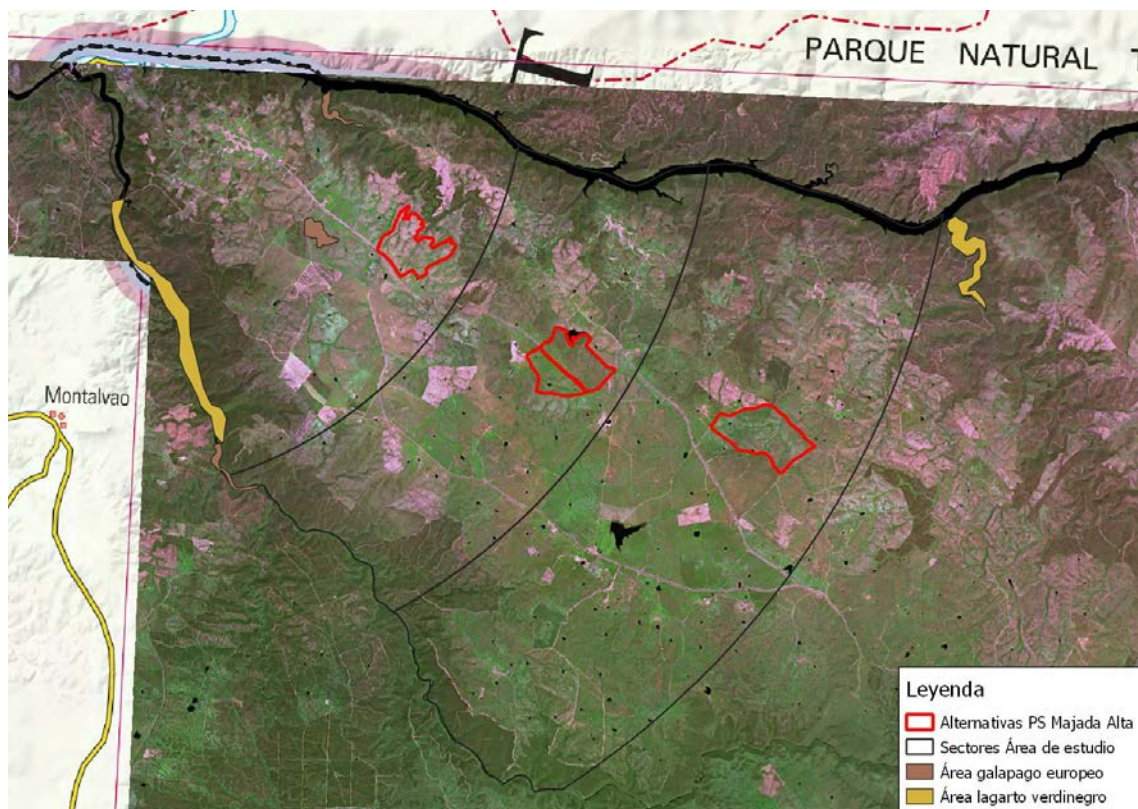 PARQUE NATURAL T
Montalvao
Leyenda
Alternativas PS Majada Alta
Sectores Área de estudio
Área galapago europeo
Área lagarto verdinegro